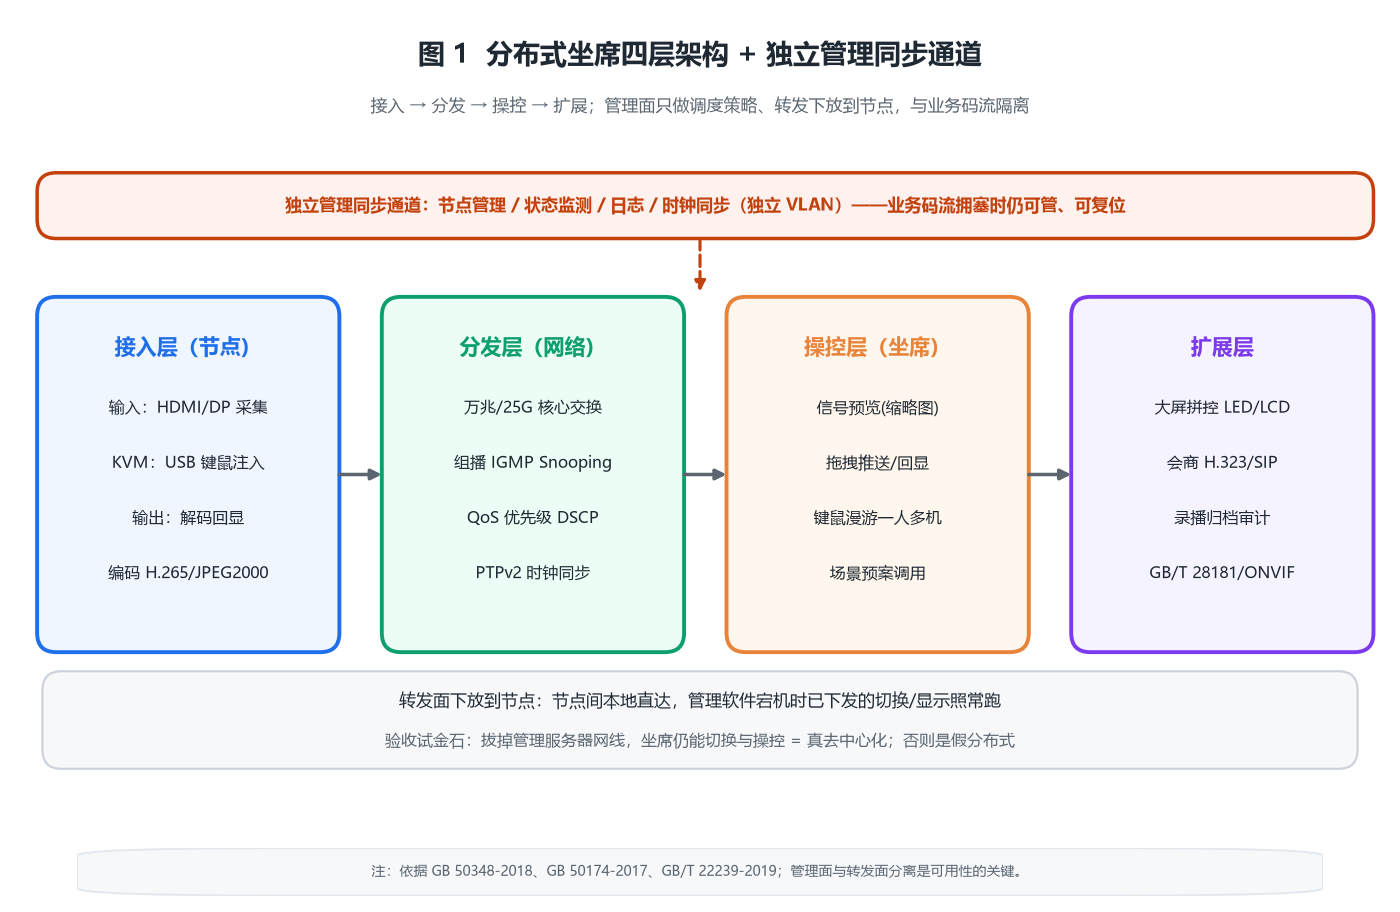 图 1  分布式坐席四层架构 + 独立管理同步通道
接入 → 分发 → 操控 → 扩展；管理面只做调度策略、转发下放到节点，与业务码流隔离
独立管理同步通道：节点管理 / 状态监测 / 日志 / 时钟同步（独立 VLAN）——业务码流拥塞时仍可管、可复位
接入层（节点）
输入：HDMI/DP 采集
KVM：USB 键鼠注入
输出：解码回显
编码 H.265/JPEG2000
分发层（网络）
万兆/25G 核心交换
组播 IGMP Snooping
QoS 优先级 DSCP
PTPv2 时钟同步
操控层（坐席）
信号预览(缩略图)
拖拽推送/回显
键鼠漫游一人多机
场景预案调用
扩展层
大屏拼控 LED/LCD
会商 H.323/SIP
录播归档审计
GB/T 28181/ONVIF
转发面下放到节点：节点间本地直达，管理软件宕机时已下发的切换/显示照常跑
验收试金石：拔掉管理服务器网线，坐席仍能切换与操控 = 真去中心化；否则是假分布式
注：依据 GB 50348-2018、GB 50174-2017、GB/T 22239-2019；管理面与转发面分离是可用性的关键。